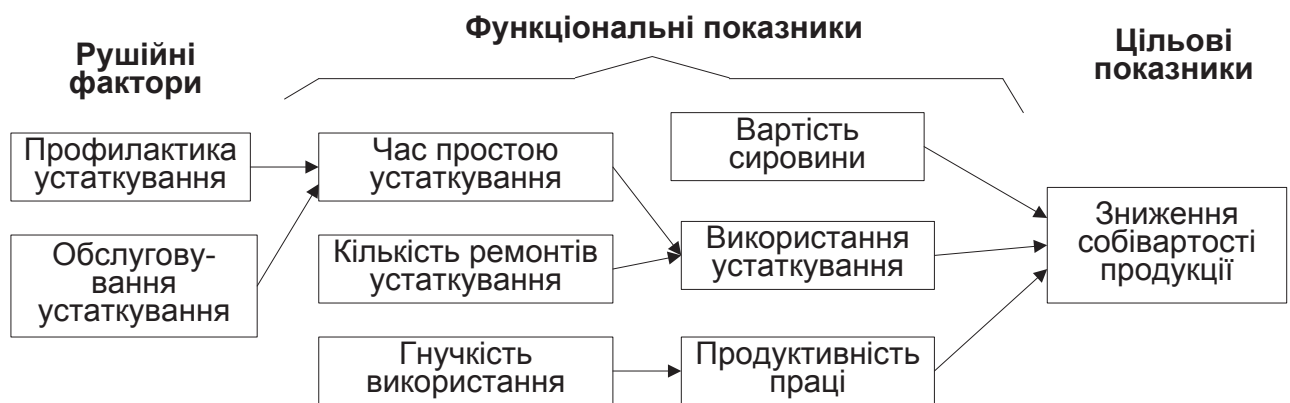 Рушійні
фактори
Функціональні показники
Цільові
показники
Профилактика
устаткування
Обслугову-
вання
устаткування
Час простою
устаткування
Кількість ремонтів
устаткування
Гнучкість
використання
Вартість
сировини
Використання
устаткування
Продуктивність
праці
Зниження
собівартості
продукції